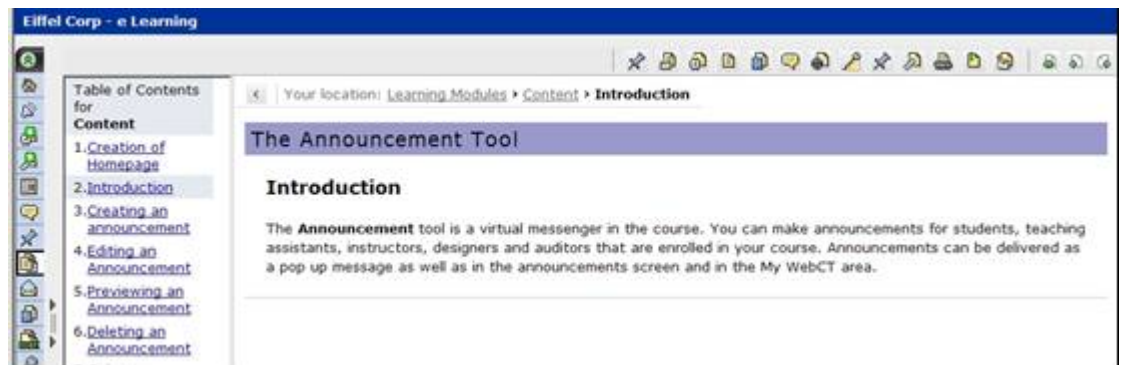 Eiffel Corp - e Learning
Table of Contents
for
Content
1.Creation of
Homepage
2.Introduction
3.Creating an
announcement
4.Editing an
Announcement
5.Previewing an
Announcement
6.Deleting an
Announcement
Your location: Learning Modules › Content › Introduction
The Announcement Tool
Introduction
The Announcement tool is a virtual messenger in the course. You can make announcements for students, teaching
assistants, instructors, designers and auditors that are enrolled in your course. Announcements can be delivered as
a pop up message as well as in the announcements screen and in the My WebCT area.